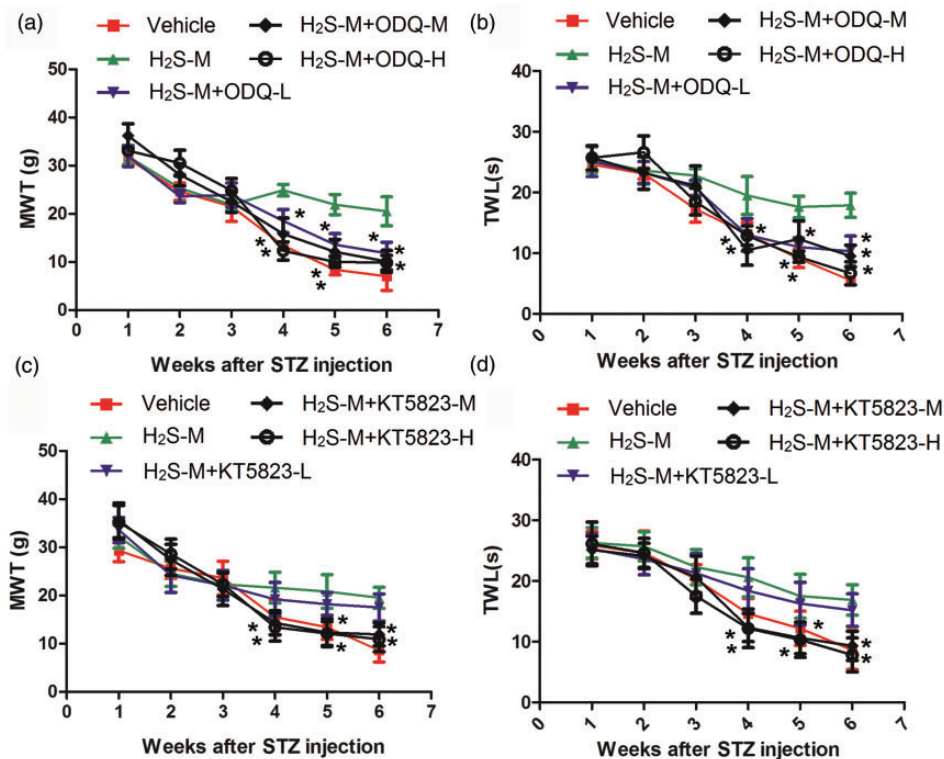 (a)
Vehicle
H₂S-M
H₂S-M+ODQ-L
H₂S-M+ODQ-M
H₂S-M+ODQ-H
MWT (g)
50
40
30
20
10
0
* * * * * * * * *
0 1 2 3 4 5 6 7
Weeks after STZ injection
(b)
Vehicle
H₂S-M
H₂S-M+ODQ-L
H₂S-M+ODQ-M
H₂S-M+ODQ-H
TWL(s)
40
30
20
10
0
* * * * * * * * *
0 1 2 3 4 5 6 7
Weeks after STZ injection
(c)
Vehicle
H₂S-M
H₂S-M+KT5823-L
H₂S-M+KT5823-M
H₂S-M+KT5823-H
MWT (g)
50
40
30
20
10
0
* * * * * *
0 1 2 3 4 5 6 7
Weeks after STZ injection
(d)
Vehicle
H₂S-M
H₂S-M+KT5823-L
H₂S-M+KT5823-M
H₂S-M+KT5823-H
TWL(s)
40
30
20
10
0
* * * * * *
0 1 2 3 4 5 6 7
Weeks after STZ injection